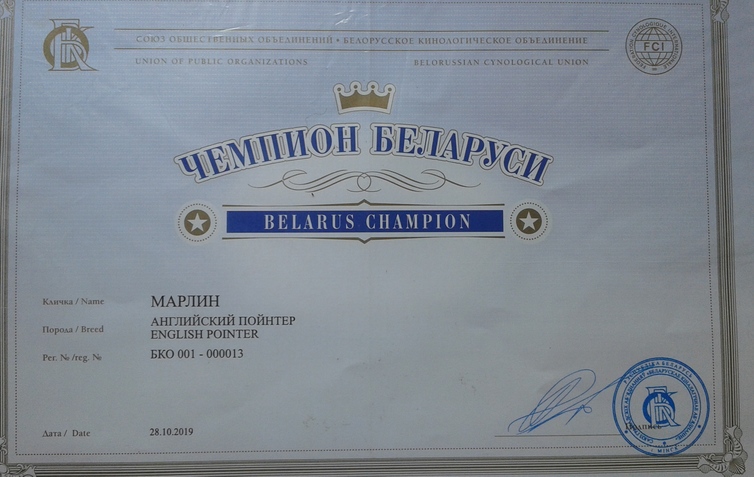 СОЮЗ ОБЩЕСТВЕННЫХ ОБЪЕДИНЕНИЙ • БЕЛОРУССКОЕ КИНОЛОГИЧЕСКОЕ ОБЪЕДИНЕНИЕ
UNION OF PUBLIC ORGANIZATIONS BELORUSSIAN CYNOLOGICAL UNION
FCI
ЧЕМПИОН БЕЛАРУСИ
BELARUS CHAMPION
Кличка / Name МАРЛИН
Порода / Breed АНГЛИЙСКИЙ ПОЙНТЕР
ENGLISH POINTER
Рег. № /reg. № БКО 001 - 000013
Дата / Date 28.10.2019
Подпись